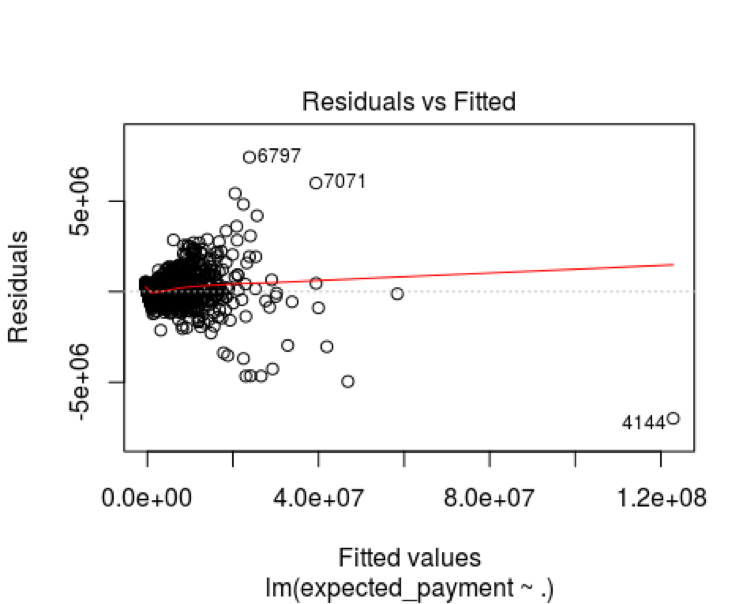 Residuals vs Fitted
6797
7071
4144
Residuals
5e+06
-5e+06
0.0e+00 4.0e+07 8.0e+07 1.2e+08
Fitted values
lm(expected_payment ~ .)